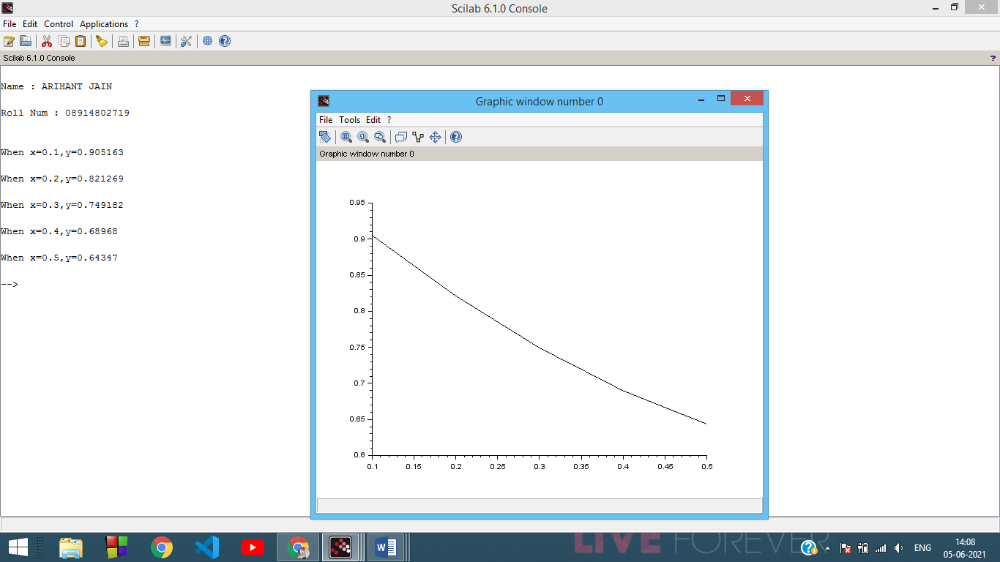 Scilab 6.1.0 Console
File Edit Control Applications ?
Scilab 6.1.0 Console ?
Name : ARIHANT JAIN
Roll Num : 08914802719
When x=0.1,y=0.905163
When x=0.2,y=0.821269
When x=0.3,y=0.749182
When x=0.4,y=0.68968
When x=0.5,y=0.64347
-->
Graphic window number 0
File Tools Edit ?
Graphic window number 0
0.95
0.9
0.85
0.8
0.75
0.7
0.65
0.6
0.1 0.15 0.2 0.25 0.3 0.35 0.4 0.45 0.5
LIVE FOREVER
ENG
14:08
05-06-2021